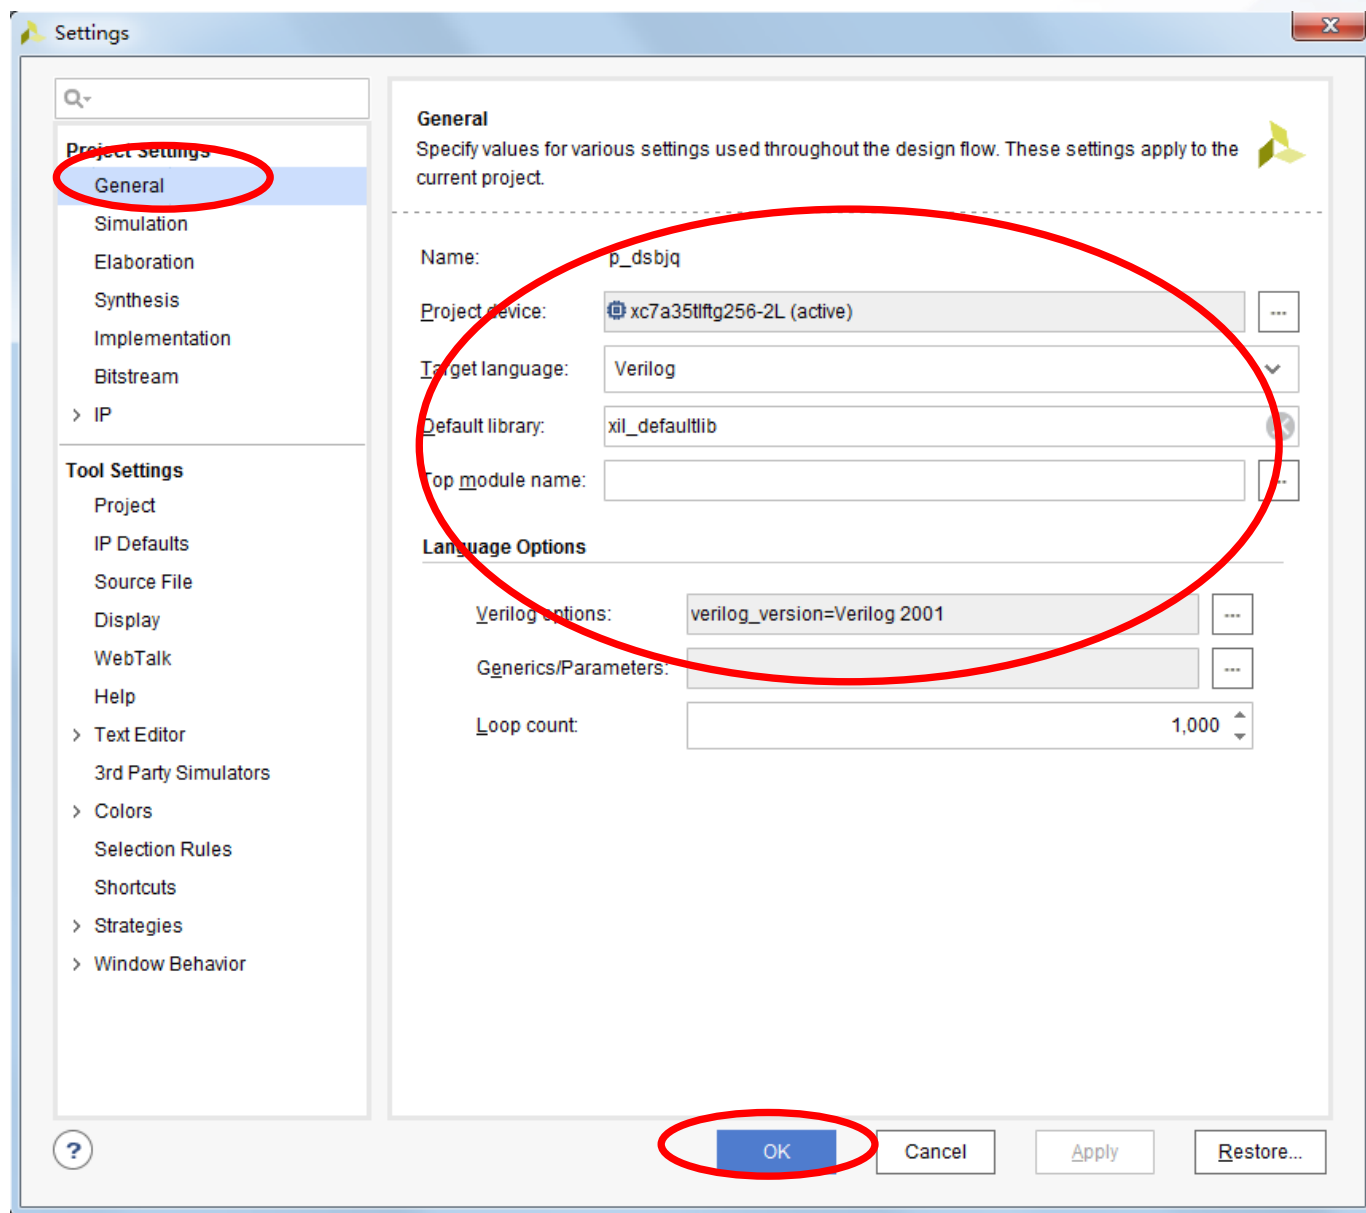 Settings
Project Settings
General
Simulation
Elaboration
Synthesis
Implementation
Bitstream
IP
Tool Settings
Project
IP Defaults
Source File
Display
WebTalk
Help
Text Editor
3rd Party Simulators
Colors
Selection Rules
Shortcuts
Strategies
Window Behavior
General
Specify values for various settings used throughout the design flow. These settings apply to the
current project.
Name: p_dsbjq
Project device: xc7a35tlftg256-2L (active) ...
Target language: Verilog
Default library: xil_defaultlib
Top module name: ...
Language Options
Verilog options: verilog_version=Verilog 2001 ...
Generics/Parameters: ...
Loop count: 1,000
? OK Cancel Apply Restore...